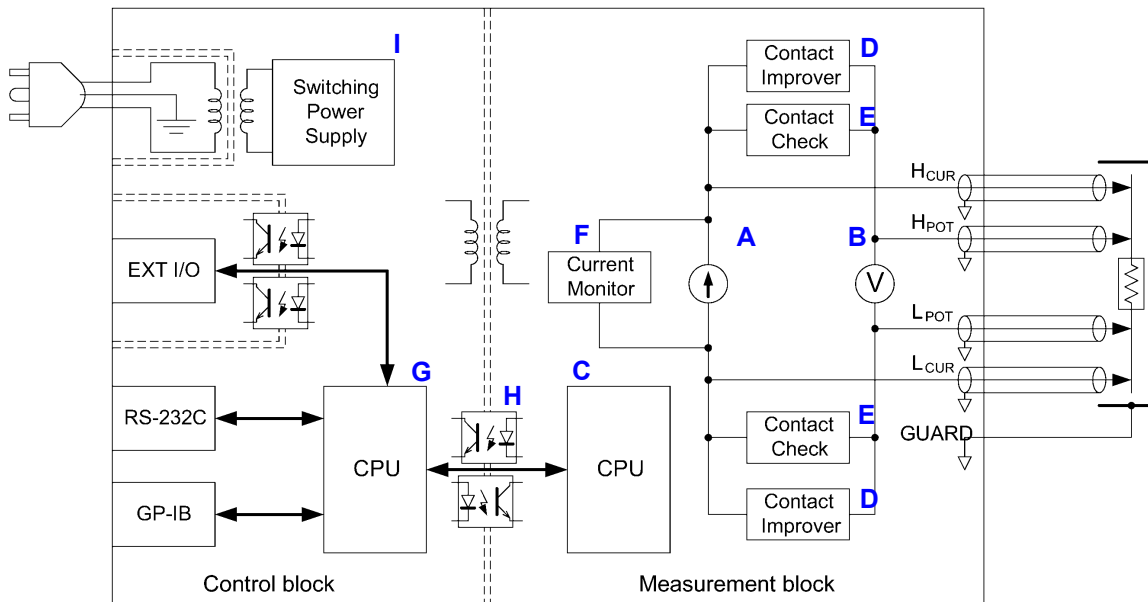 I
Switching
Power
Supply
EXT I/O
RS-232C
GP-IB
G
CPU
H
C
CPU
F
Current
Monitor
A
B
V
D
Contact
Improver
E
Contact
Check
E
Contact
Check
D
Contact
Improver
HCUR
HPOT
LPOT
LCUR
GUARD
Control block
Measurement block